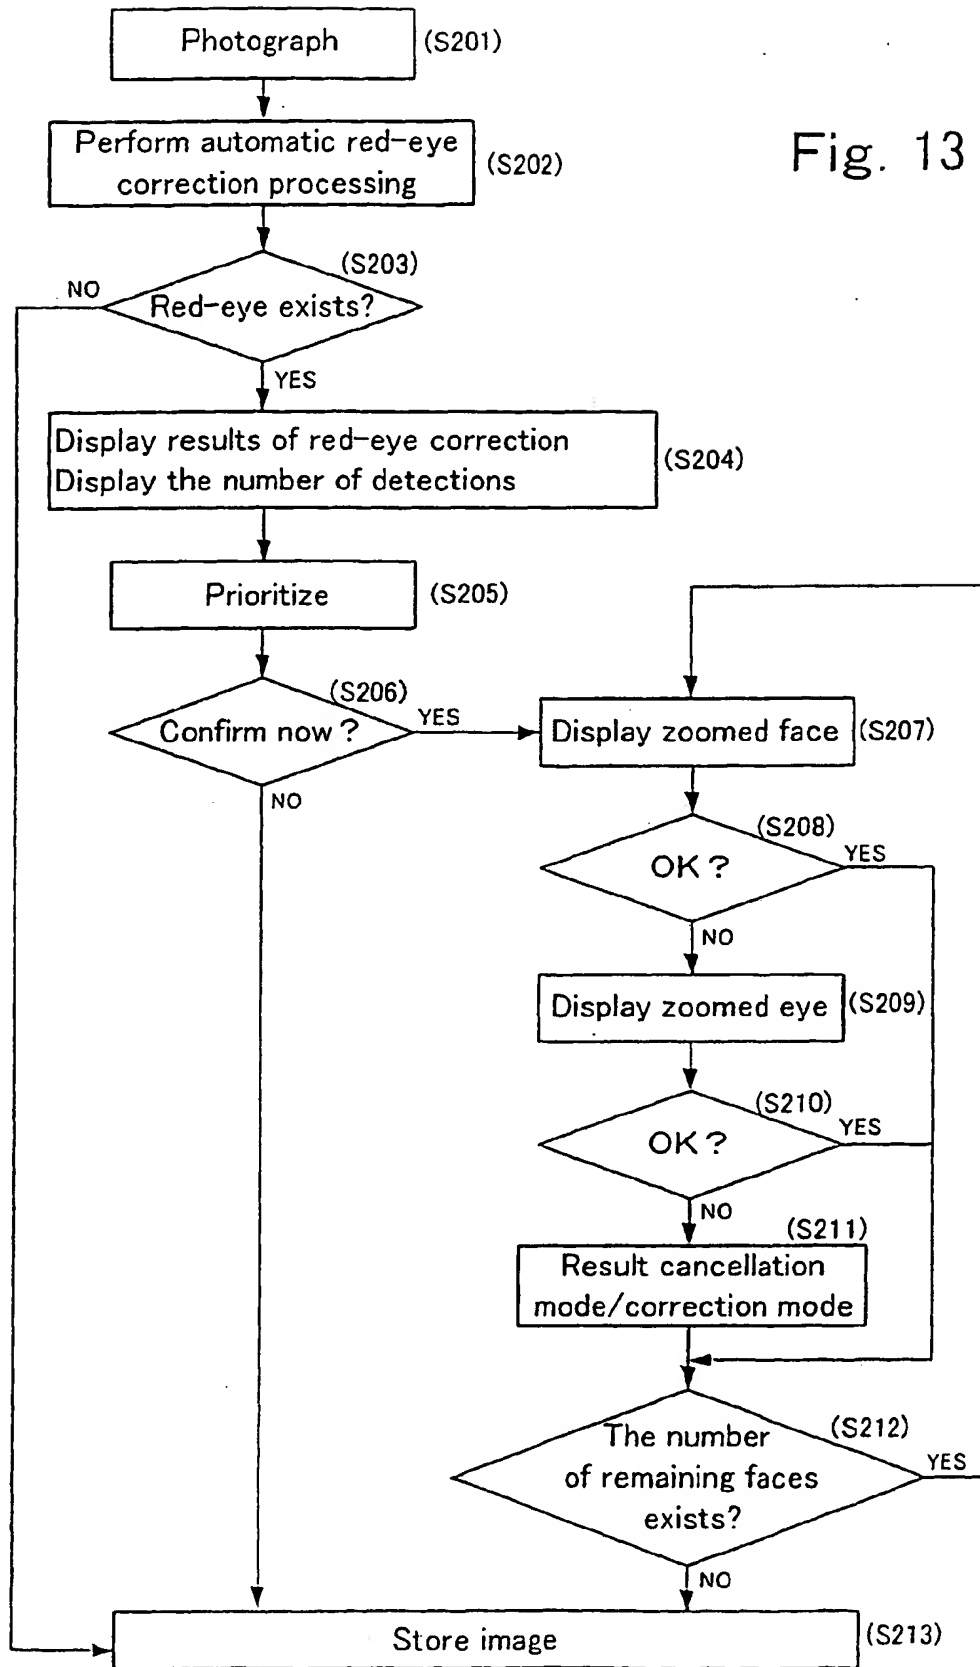 Photograph (S201)
Fig. 13
Perform automatic red-eye
correction processing
(S202)
(S203)
NO
Red-eye exists?
YES
Display results of red-eye correction
Display the number of detections
(S204)
Prioritize (S205)
(S206)
Confirm now?
YES
NO
Display zoomed face (S207)
(S208)
OK?
YES
NO
Display zoomed eye (S209)
(S210)
OK?
YES
NO
(S211)
Result cancellation
mode/correction mode
(S212)
The number
of remaining faces
exists?
YES
NO
Store image (S213)